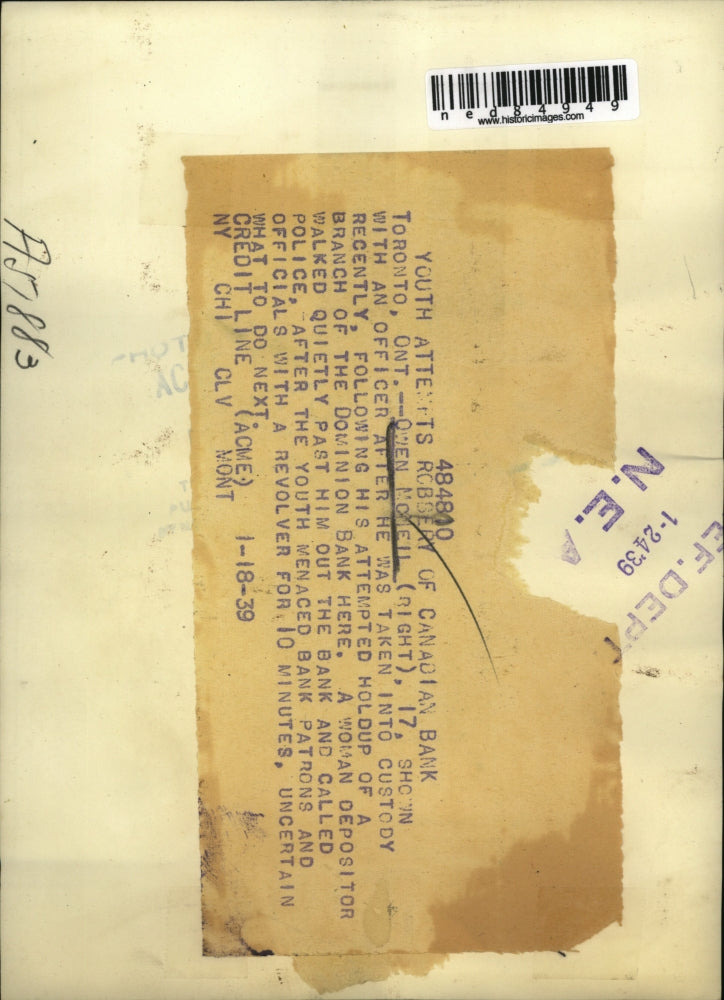 ned84949
www.historicimages.com
484810
YOUTH ATTEMPTS ROBBERY OF CANADIAN BANK
TORONTO, ONT.--OWEN MCNEIL (RIGHT), 17, SHOWN
WITH AN OFFICER AFTER HE WAS TAKEN INTO CUSTODY
RECENTLY, FOLLOWING HIS ATTEMPTED HOLDUP OF A
BRANCH OF THE DOMINION BANK HERE. A WOMAN DEPOSITOR
WALKED QUIETLY PAST HIM OUT THE BANK AND CALLED
POLICE, AFTER THE YOUTH MENACED BANK PATRONS AND
OFFICIALS WITH A REVOLVER FOR 10 MINUTES, UNCERTAIN
WHAT TO DO NEXT.
CREDIT LINE (ACME) 1-18-39
NY CHI CLV MONT
EF. DEPT
1-24-39
N.E.A